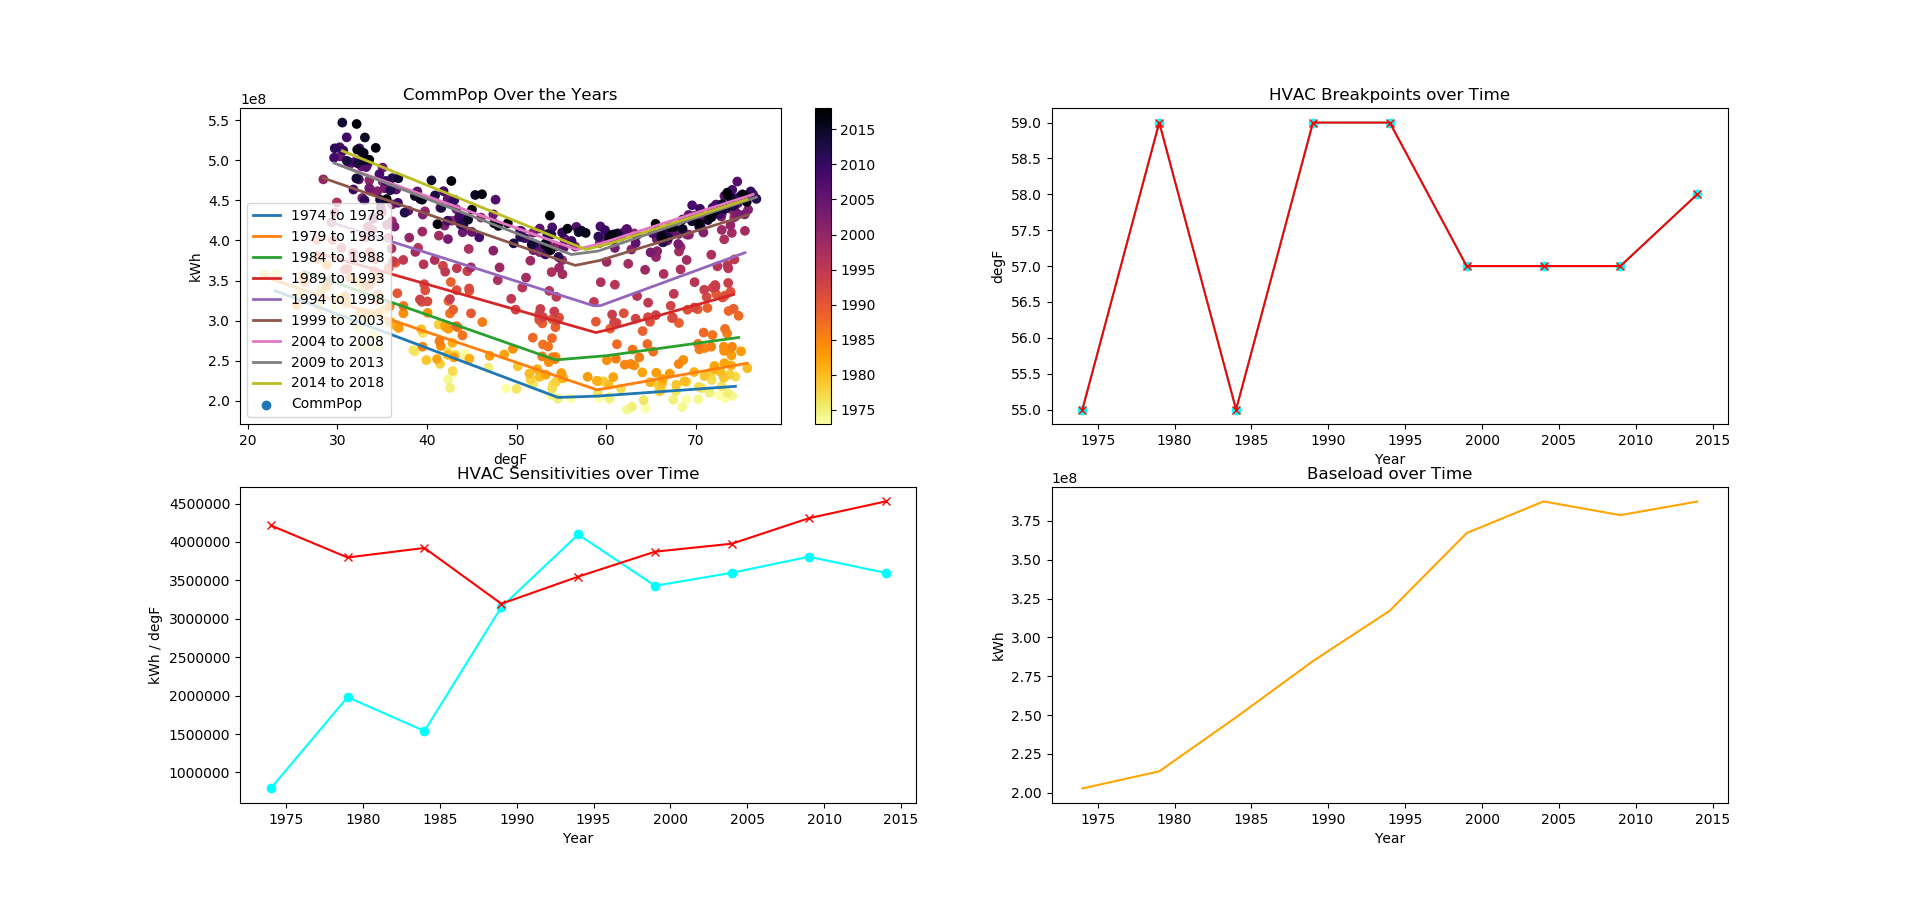 CommPop Over the Years
1e8
5.5
5.0
4.5
4.0
3.5
3.0
2.5
2.0
kWh
1974 to 1978
1979 to 1983
1984 to 1988
1989 to 1993
1994 to 1998
1999 to 2003
2004 to 2008
2009 to 2013
2014 to 2018
CommPop
20 30 40 50 60 70
degF
2015
2010
2005
2000
1995
1990
1985
1980
1975
HVAC Breakpoints over Time
59.0
58.5
58.0
57.5
57.0
56.5
56.0
55.5
55.0
degF
1975 1980 1985 1990 1995 2000 2005 2010 2015
Year
HVAC Sensitivities over Time
4500000
4000000
3500000
3000000
2500000
2000000
1500000
1000000
kWh / degF
1975 1980 1985 1990 1995 2000 2005 2010 2015
Year
Baseload over Time
1e8
3.75
3.50
3.25
3.00
2.75
2.50
2.25
2.00
kWh
1975 1980 1985 1990 1995 2000 2005 2010 2015
Year